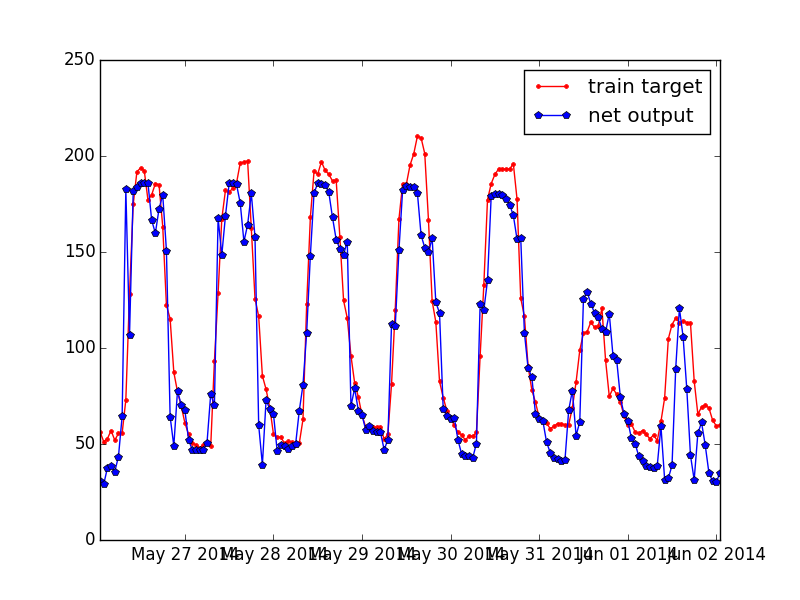 250
200
150
100
50
0
train target
net output
May 27 2014
May 28 2014
May 29 2014
May 30 2014
May 31 2014
Jun 01 2014
Jun 02 2014